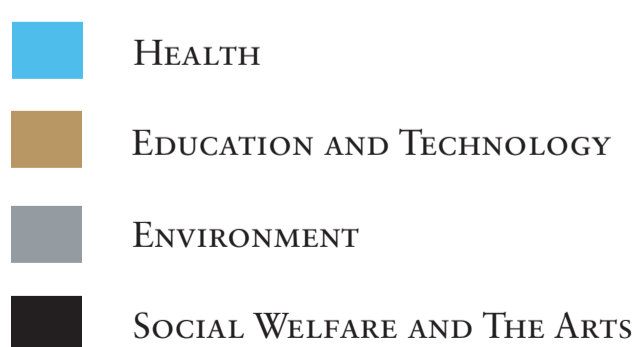 Health
Education and Technology
Environment
Social Welfare and The Arts